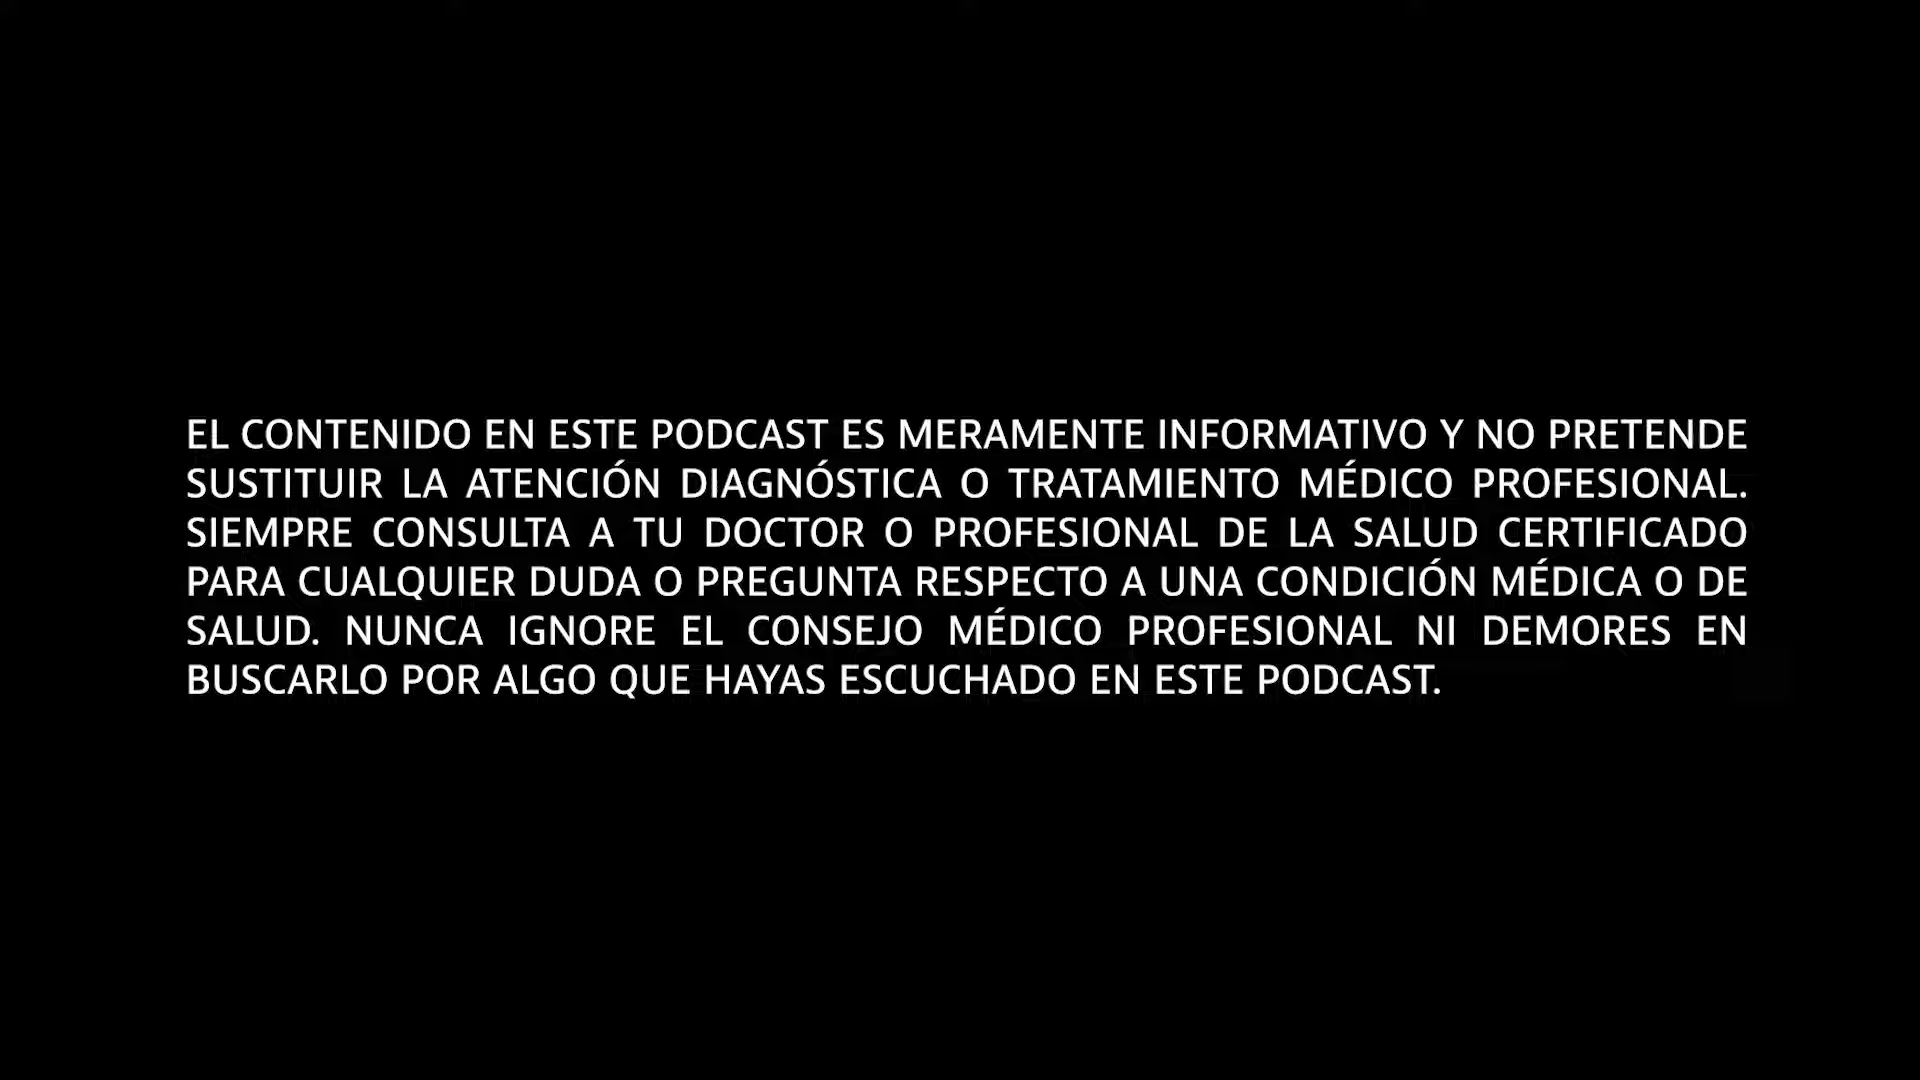 EL CONTENIDO EN ESTE PODCAST ES MERAMENTE INFORMATIVO Y NO PRETENDE
SUSTITUIR LA ATENCIÓN DIAGNÓSTICA O TRATAMIENTO MÉDICO PROFESIONAL.
SIEMPRE CONSULTA A TU DOCTOR O PROFESIONAL DE LA SALUD CERTIFICADO
PARA CUALQUIER DUDA O PREGUNTA RESPECTO A UNA CONDICIÓN MÉDICA O DE
SALUD. NUNCA IGNORE EL CONSEJO MÉDICO PROFESIONAL NI DEMORES EN
BUSCARLO POR ALGO QUE HAYAS ESCUCHADO EN ESTE PODCAST.